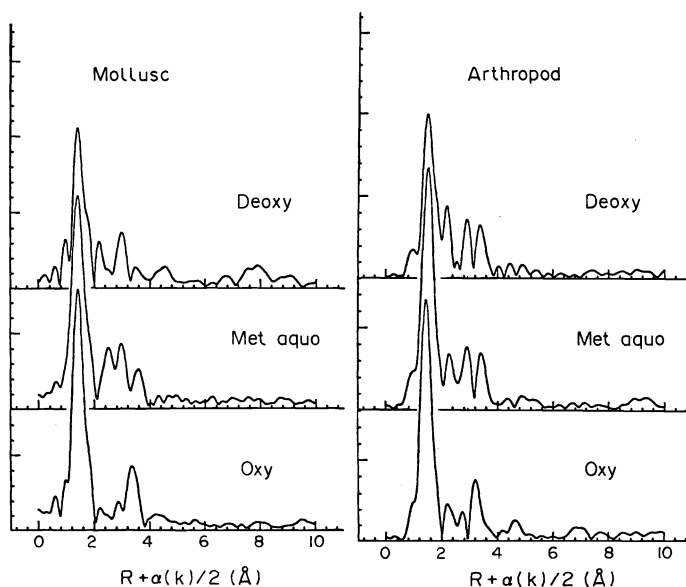 Mollusc
Deoxy
Met aquo
Oxy
0 2 4 6 8 10
R+α(k)/2 (Å)
Arthropod
Deoxy
Met aquo
Oxy
0 2 4 6 8 10
R+α(k)/2 (Å)